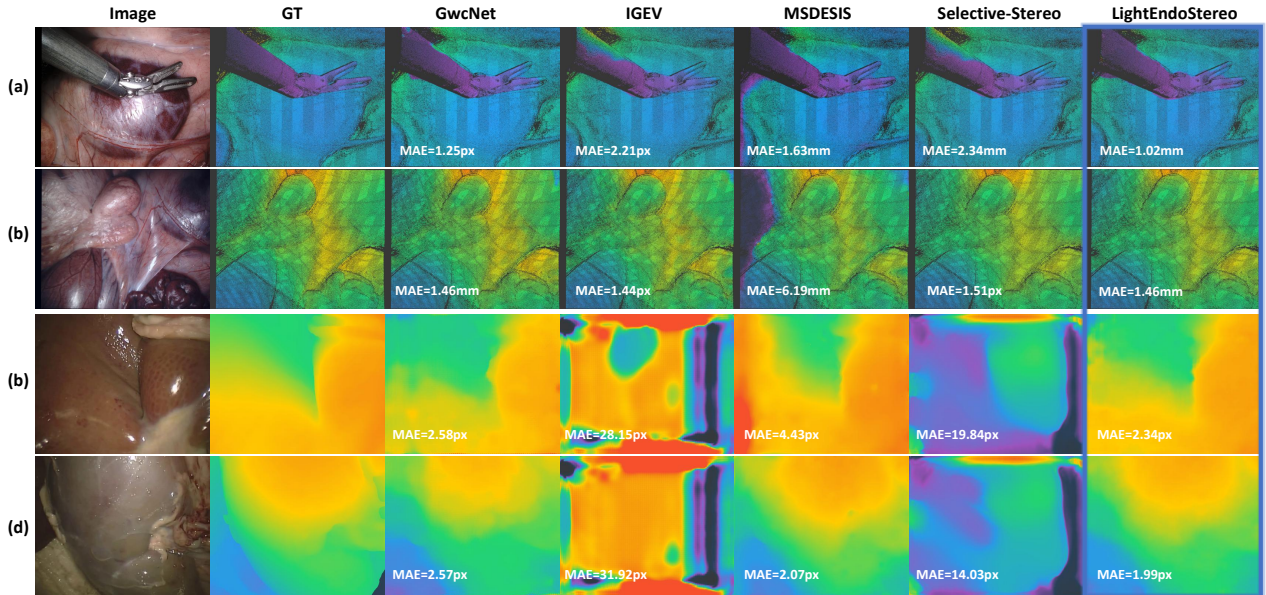 Image GT GwcNet IGEV MSDESIS Selective-Stereo LightEndoStereo
(a) MAE=1.25px MAE=2.21px MAE=1.63mm MAE=2.34mm MAE=1.02mm
(b) MAE=1.46mm MAE=1.44px MAE=6.19mm MAE=1.51px MAE=1.46mm
(b) MAE=2.58px MAE=28.15px MAE=4.43px MAE=19.84px MAE=2.34px
(d) MAE=2.57px MAE=31.92px MAE=2.07px MAE=14.03px MAE=1.99px